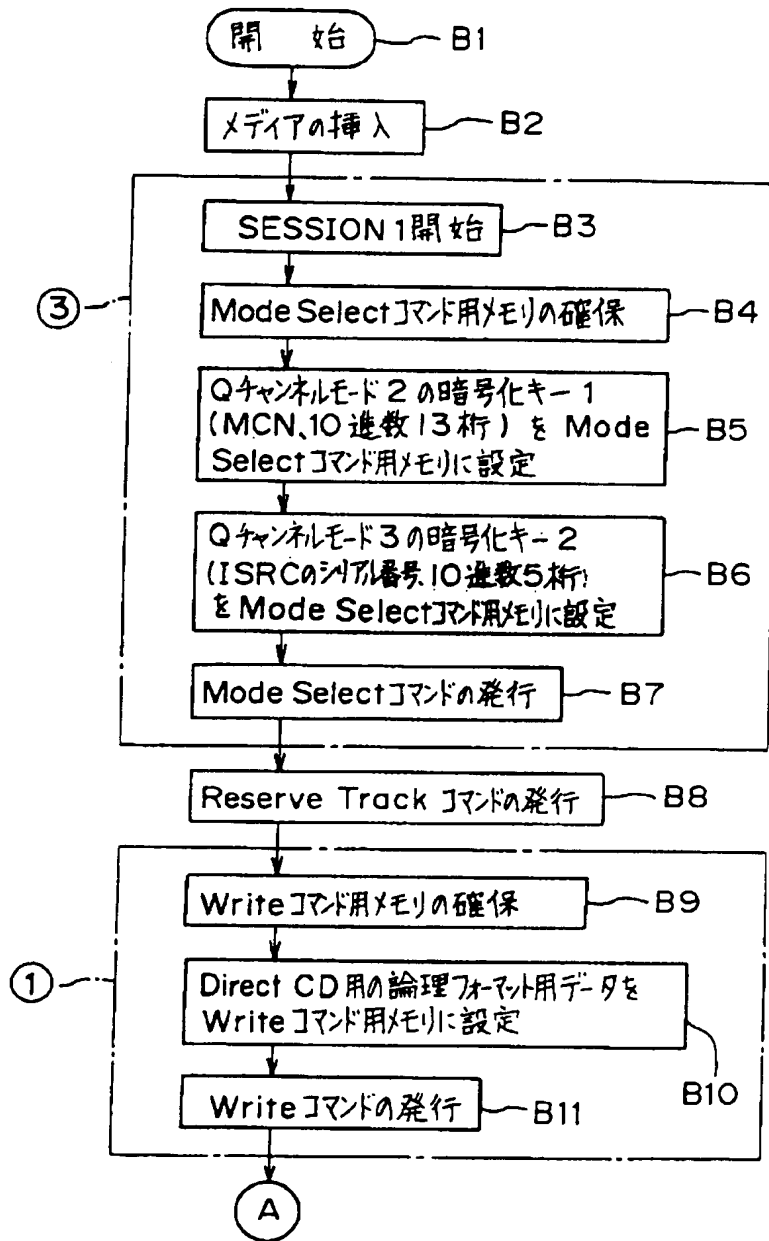 開 始
B1
メディアの挿入
B2
SESSION 1開始
B3
③
Mode Selectコマンド用メモリの確保
B4
Qチャンネルモード2の暗号化キー1
(MCN、10進数13桁)をMode
Selectコマンド用メモリに設定
B5
Qチャンネルモード3の暗号化キー2
(ISRCのシリアル番号、10進数5桁)
をMode Selectコマンド用メモリに設定
B6
Mode Selectコマンドの発行
B7
Reserve Track コマンドの発行
B8
Writeコマンド用メモリの確保
B9
①
Direct CD用の論理フォーマット用データを
Writeコマンド用メモリに設定
B10
Writeコマンドの発行
B11
A